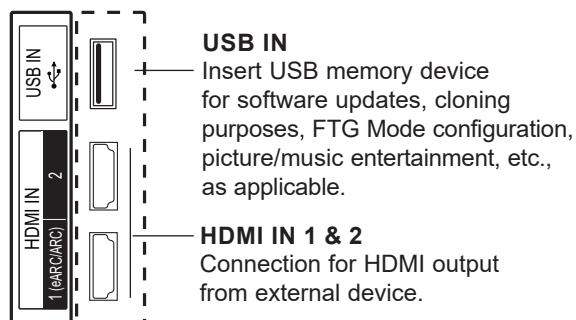 USB IN
HDMI IN
2
1 (eARC/ARC)
USB IN
Insert USB memory device
for software updates, cloning
purposes, FTG Mode configuration,
picture/music entertainment, etc.,
as applicable.
HDMI IN 1 & 2
Connection for HDMI output
from external device.